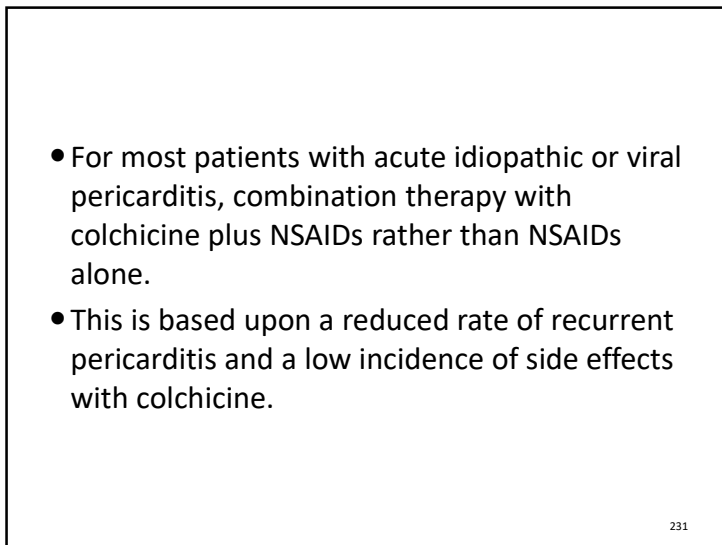 • For most patients with acute idiopathic or viral
pericarditis, combination therapy with
colchicine plus NSAIDs rather than NSAIDs
alone.
• This is based upon a reduced rate of recurrent
pericarditis and a low incidence of side effects
with colchicine.
231